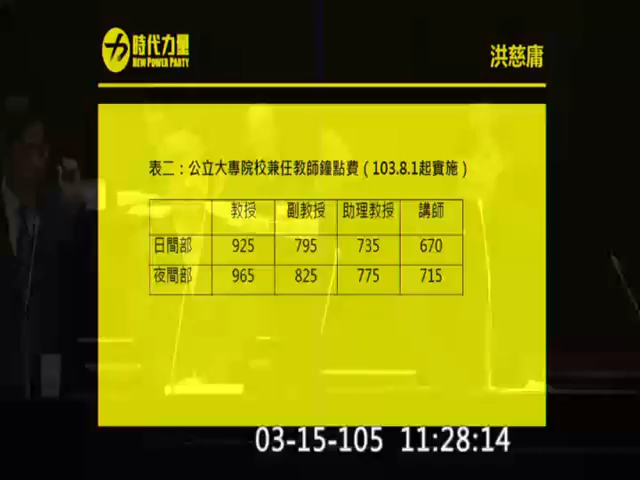 時代力量
NEW POWER PARTY
洪慈庸
表二：公立大專院校兼任教師鐘點費（103.8.1起實施）
教授 副教授 助理教授 講師
日間部 925 795 735 670
夜間部 965 825 775 715
03-15-105 11:28:14